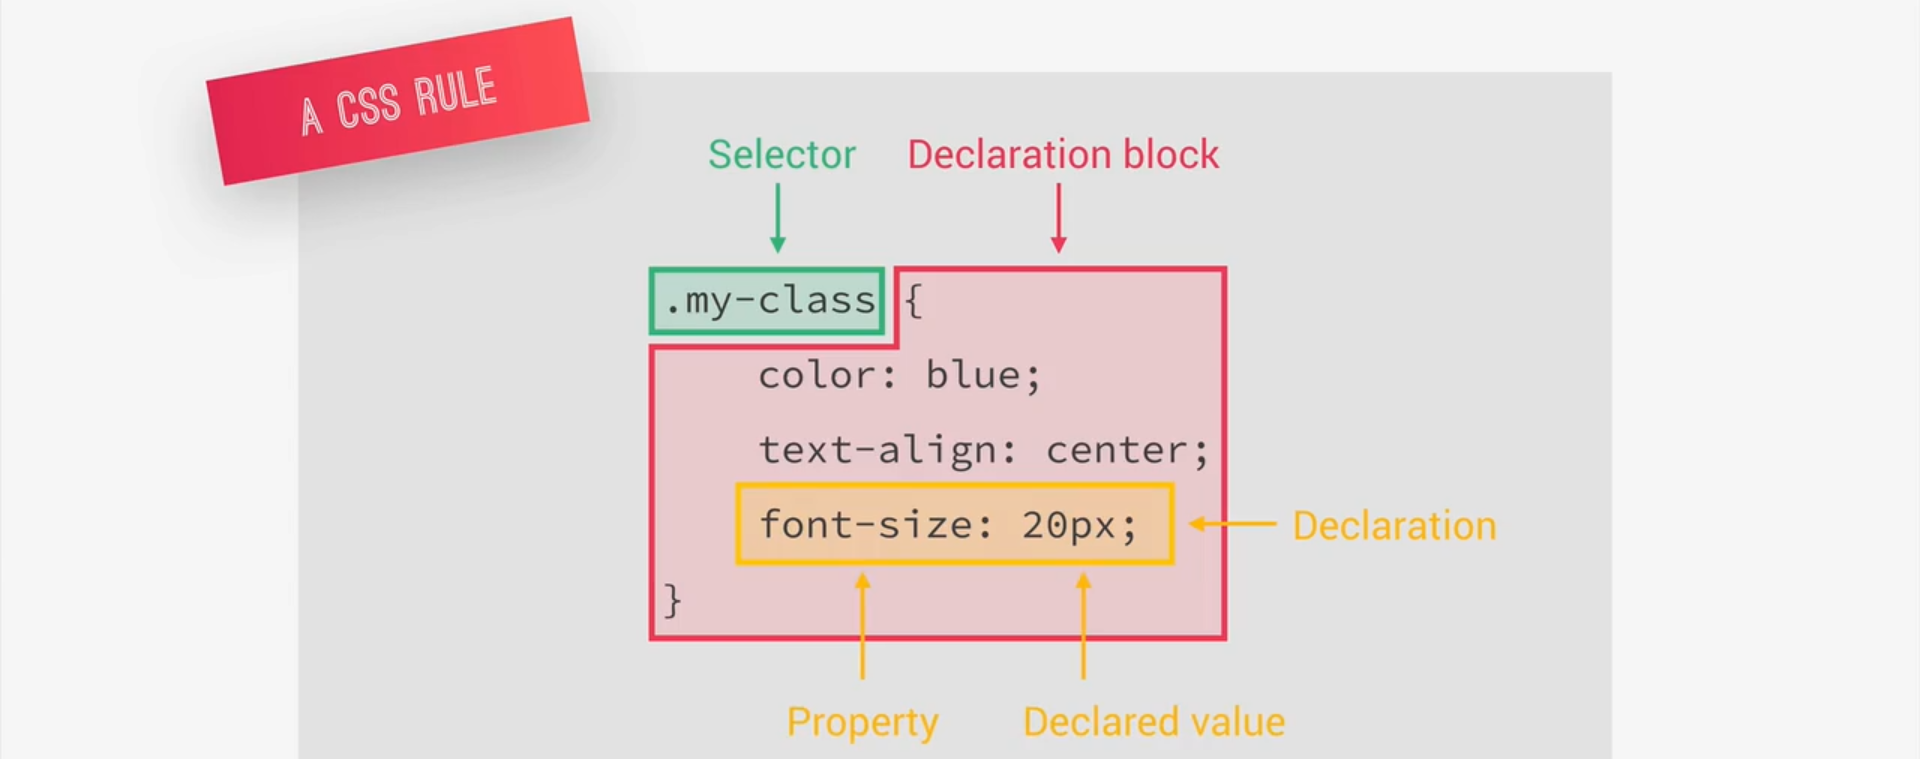 A CSS RULE
Selector
Declaration block
.my-class {
color: blue;
text-align: center;
font-size: 20px;
Declaration
}
Property
Declared value